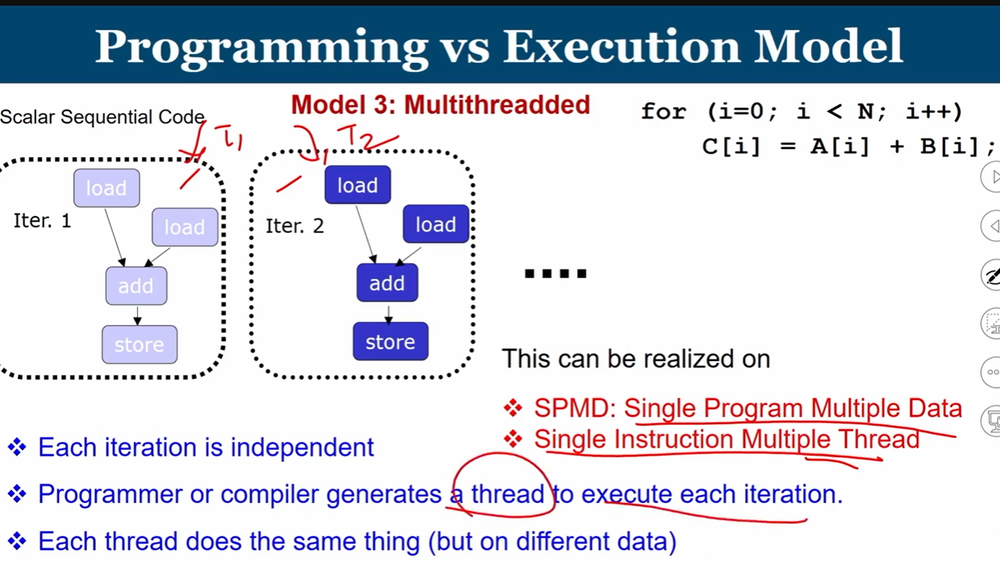 Programming vs Execution Model
Scalar Sequential Code
Model 3: Multithreadded
for (i=0; i < N; i++)
C[i] = A[i] + B[i];
T1
T2
load
load
Iter. 1
add
store
load
load
Iter. 2
add
store
This can be realized on
❖ SPMD: Single Program Multiple Data
❖ Single Instruction Multiple Thread
❖ Each iteration is independent
❖ Programmer or compiler generates a thread to execute each iteration.
❖ Each thread does the same thing (but on different data)